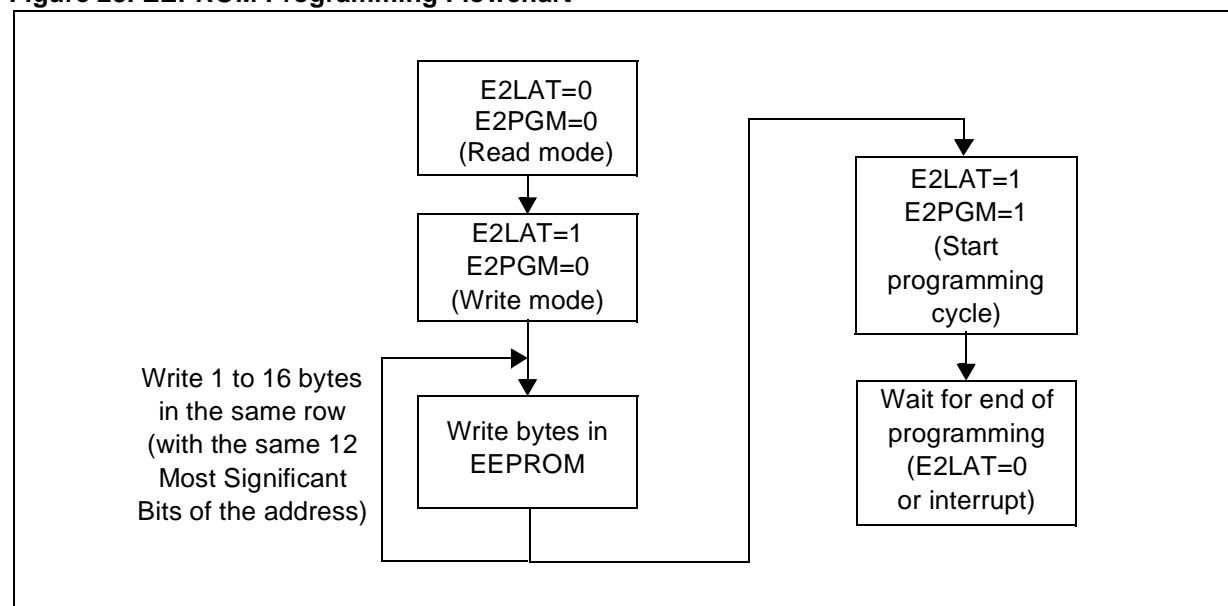 E2LAT=0
E2PGM=0
(Read mode)
E2LAT=1
E2PGM=0
(Write mode)
Write 1 to 16 bytes
in the same row
(with the same 12
Most Significant
Bits of the address)
Write bytes in
EEPROM
E2LAT=1
E2PGM=1
(Start
programming
cycle)
Wait for end of
programming
(E2LAT=0
or interrupt)